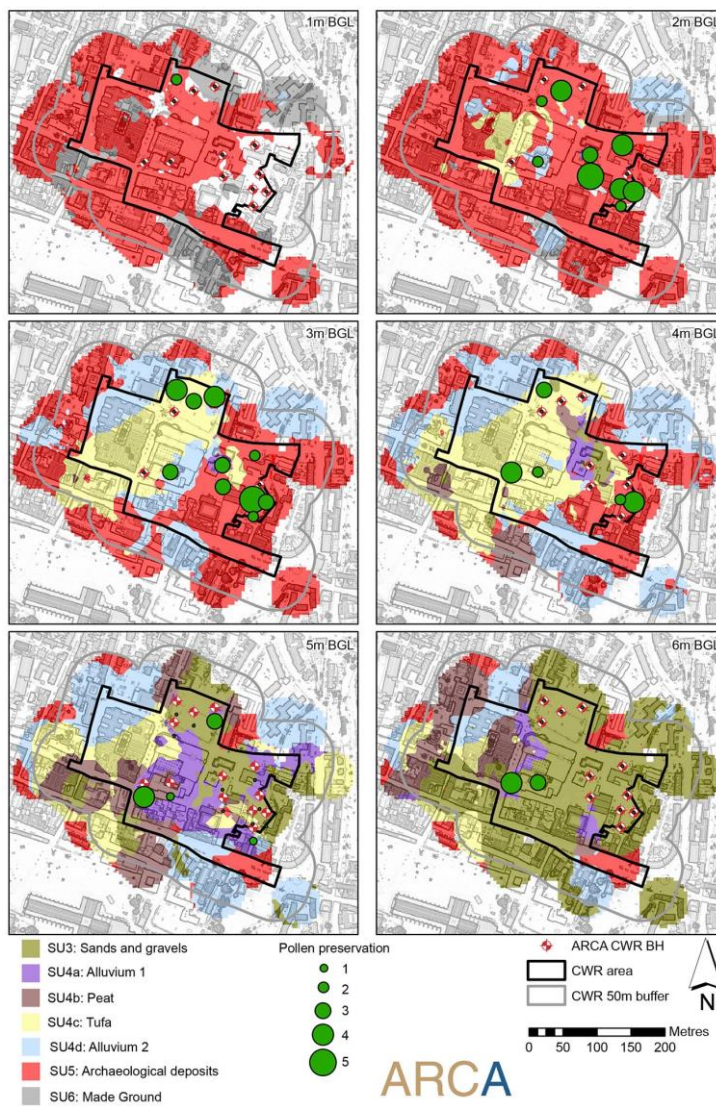 1m BGL
2m BGL
3m BGL
4m BGL
5m BGL
6m BGL
SU3: Sands and gravels
SU4a: Alluvium 1
SU4b: Peat
SU4c: Tufa
SU4d: Alluvium 2
SU5: Archaeological deposits
SU6: Made Ground
Pollen preservation
1
2
3
4
5
ARCA CWR BH
CWR area
CWR 50m buffer
N
Metres
0 50 100 150 200
ARCA